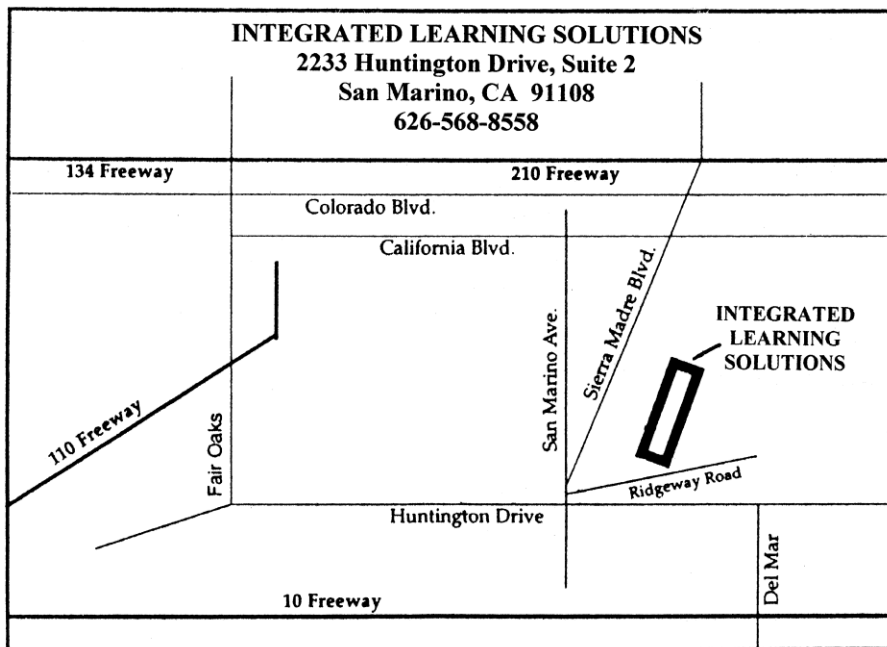 INTEGRATED LEARNING SOLUTIONS
2233 Huntington Drive, Suite 2
San Marino, CA 91108
626-568-8558
134 Freeway
210 Freeway
Colorado Blvd.
California Blvd.
San Marino Ave.
Sierra Madre Blvd.
INTEGRATED
LEARNING
SOLUTIONS
110 Freeway
Fair Oaks
Ridgeway Road
Huntington Drive
Del Mar
10 Freeway